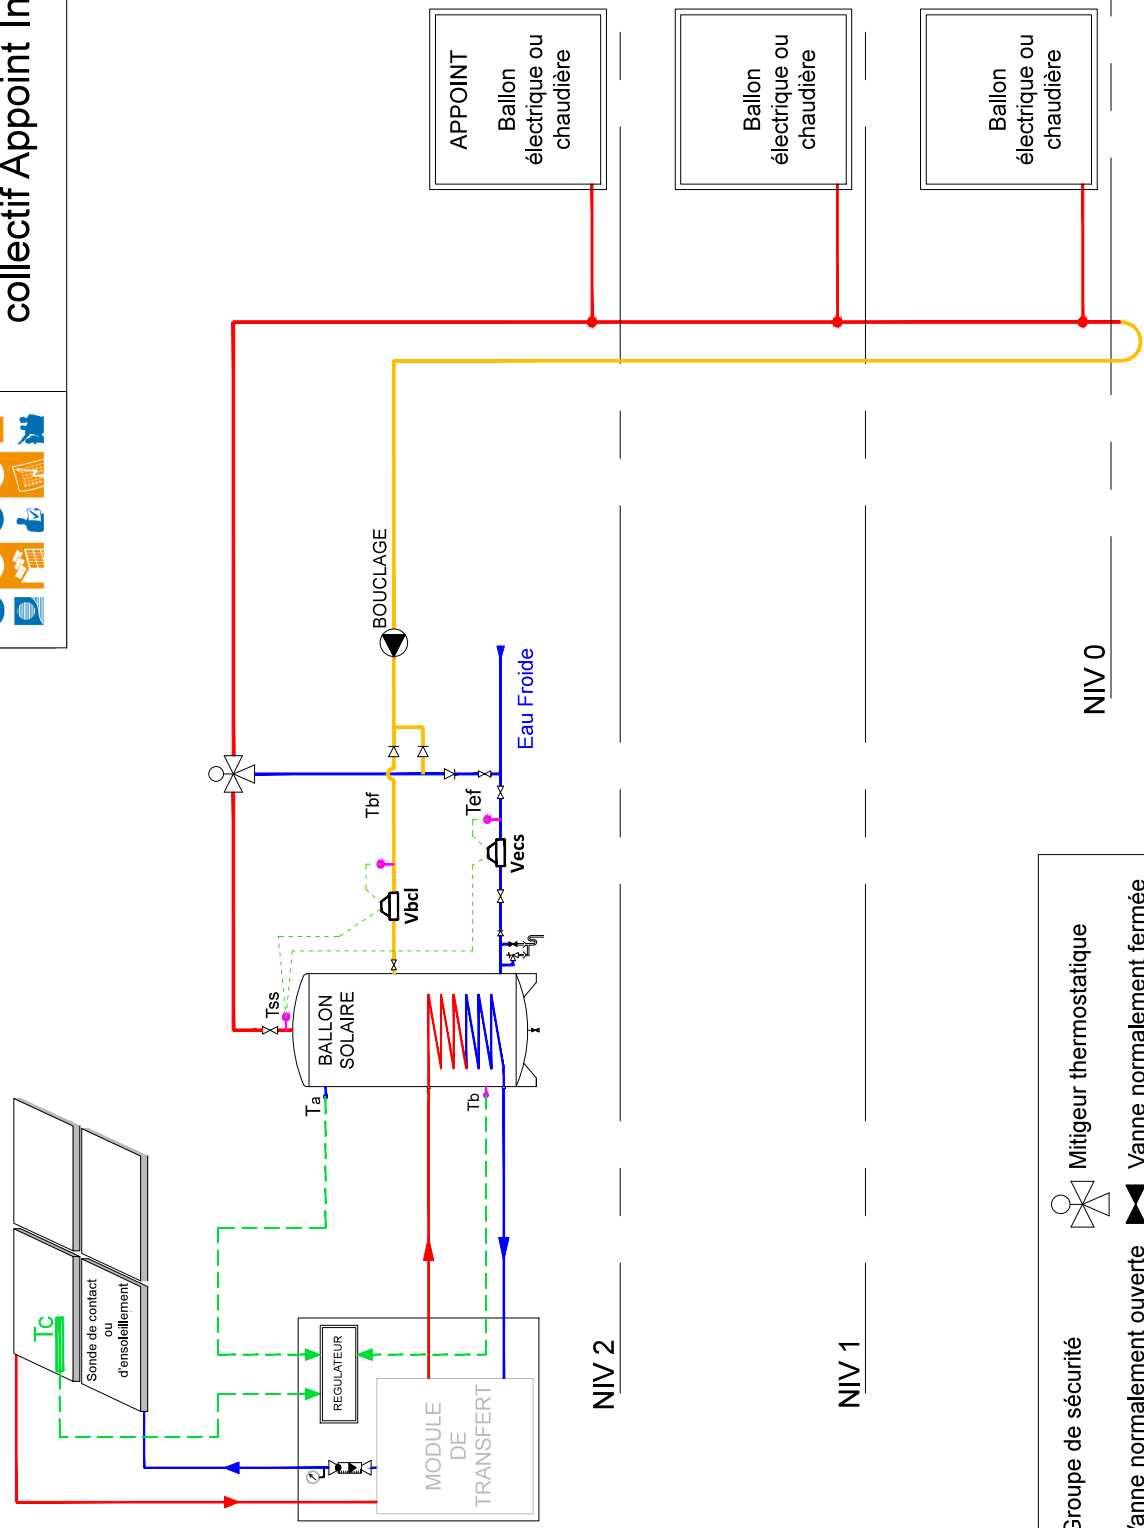 collectif Appoint In
APPOINT
Ballon
électrique ou
chaudière
Ballon
électrique ou
chaudière
Ballon
électrique ou
chaudière
BOUCLAGE
Eau Froide
Tbf
Tef
Vbcl
Vecs
Tss
BALLON
SOLAIRE
Ta
Tb
Tc
Sonde de contact
ou
d'ensoleillement
REGULATEUR
MODULE
DE
TRANSFERT
NIV 2
NIV 1
NIV 0
Groupe de sécurité
Mitigeur thermostatique
Vanne normalement ouverte
Vanne normalement fermée